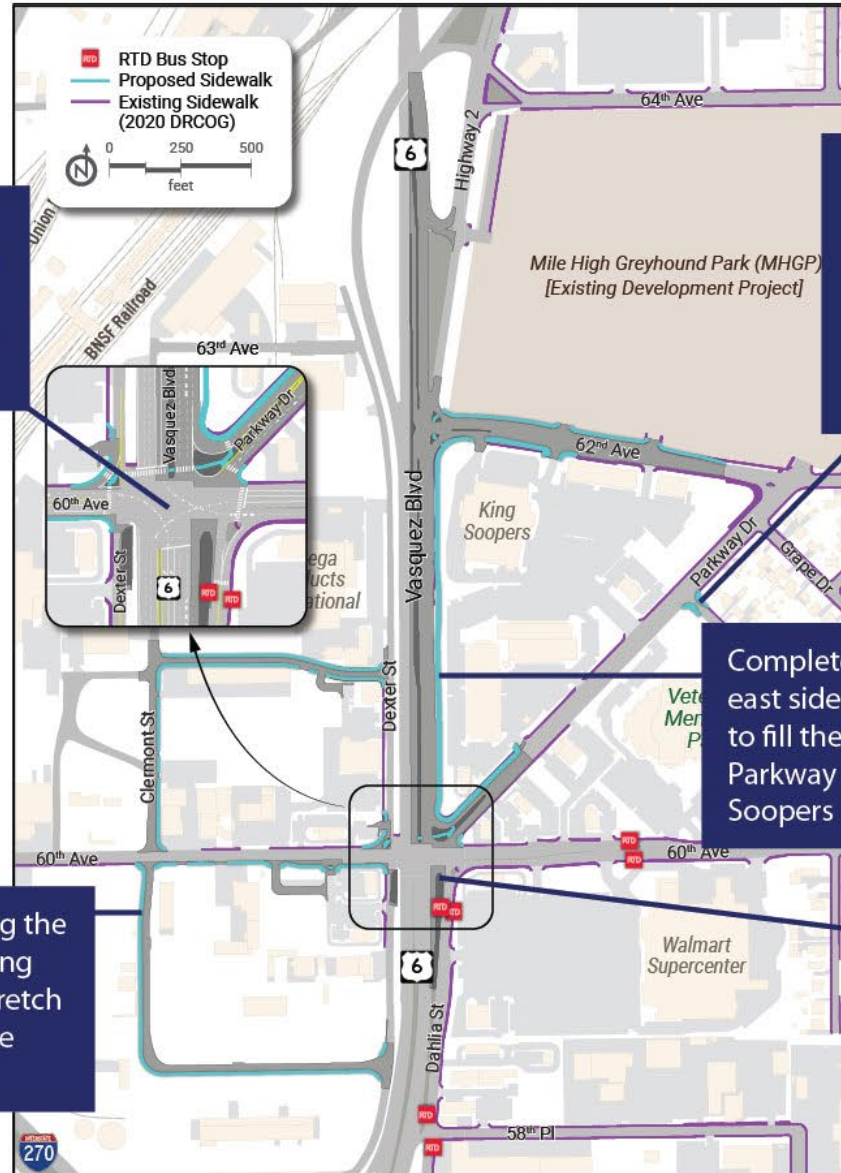 RTD RTD Bus Stop
Proposed Sidewalk
Existing Sidewalk
(2020 DRCOG)
N
0 250 500
feet
6
Highway 2
64th Ave
Union
BNSF Railroad
Mile High Greyhound Park (MHGP)
[Existing Development Project]
63rd Ave
Vasquez Blvd
Parkway Dr
60th Ave
Dexter St
6
RTD
RTD
62nd Ave
Vasquez Blvd
King
Soopers
Parkway Dr
Grape Dr
Dexter St
Clermont St
Complete
east side
to fill the
Parkway
Soopers
60th Ave
RTD
RTD
60th Ave
RTD
RTD
g the
ng
retch
e
6
Walmart
Supercenter
Dahlia St
RTD
58th Pl
RTD
INTERSTATE
270